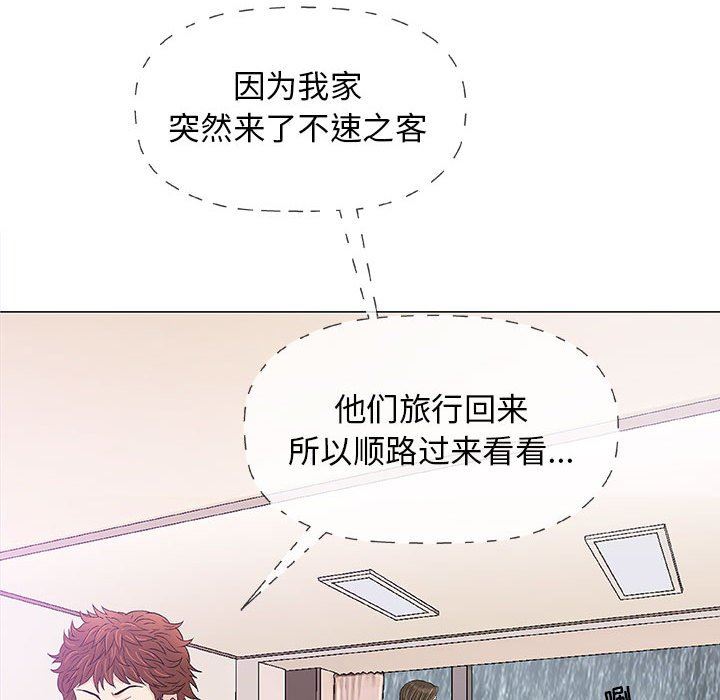 因为我家
突然来了不速之客
他们旅行回来
所以顺路过来看看…
唰